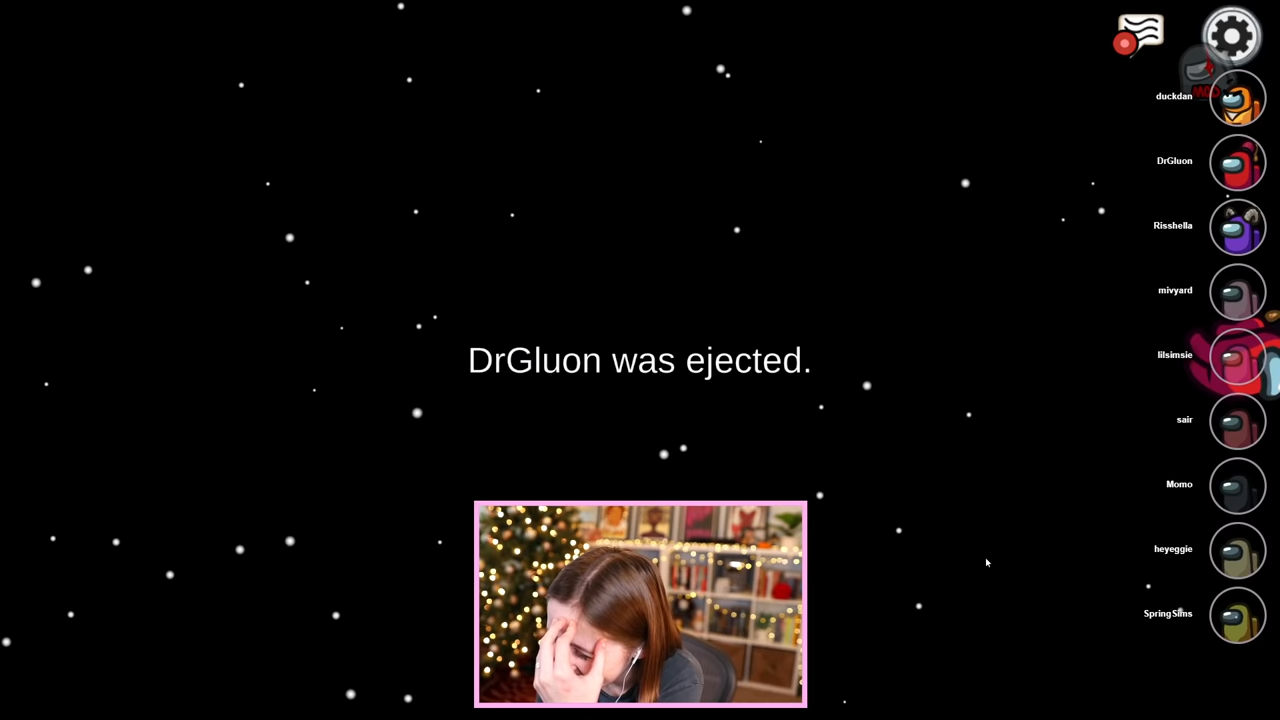 duckdan
DrGluon
Risshella
mivyard
DrGluon was ejected.
lilsimsie
sair
Momo
heyeggie
SpringSims